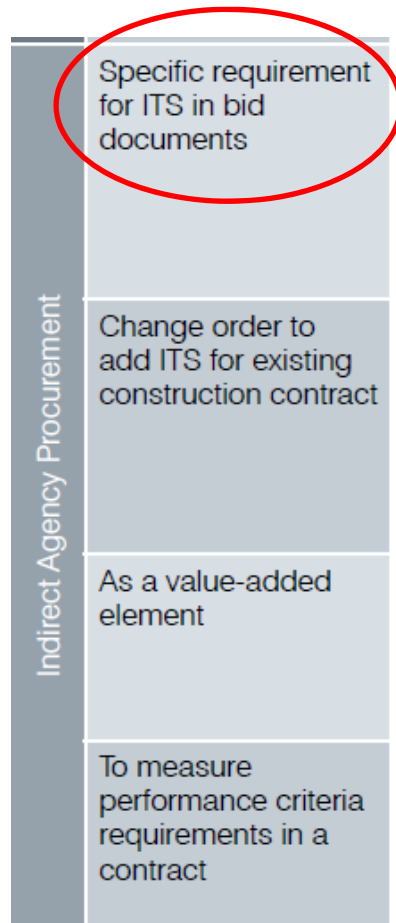 Indirect Agency Procurement
Specific requirement
for ITS in bid
documents
Change order to
add ITS for existing
construction contract
As a value-added
element
To measure
performance criteria
requirements in a
contract